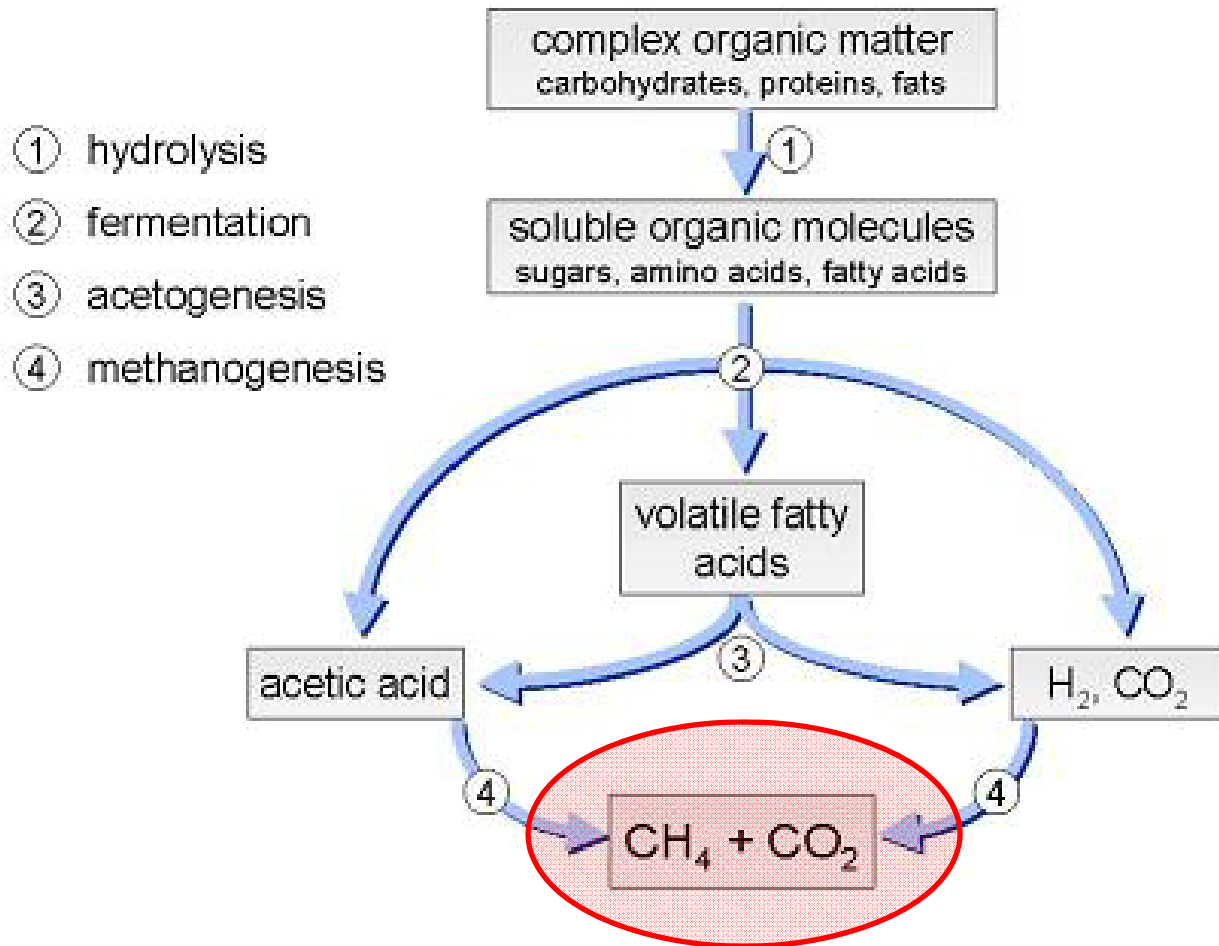 complex organic matter
carbohydrates, proteins, fats
① hydrolysis
② fermentation
③ acetogenesis
④ methanogenesis
①
soluble organic molecules
sugars, amino acids, fatty acids
②
volatile fatty
acids
③
acetic acid
H₂, CO₂
④
④
CH₄ + CO₂